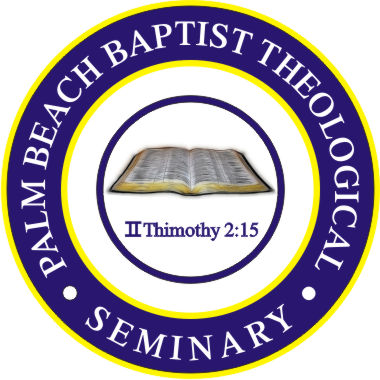 PALM BEACH BAPTIST THEOLOGICAL
II Thimothy 2:15
• SEMINARY •